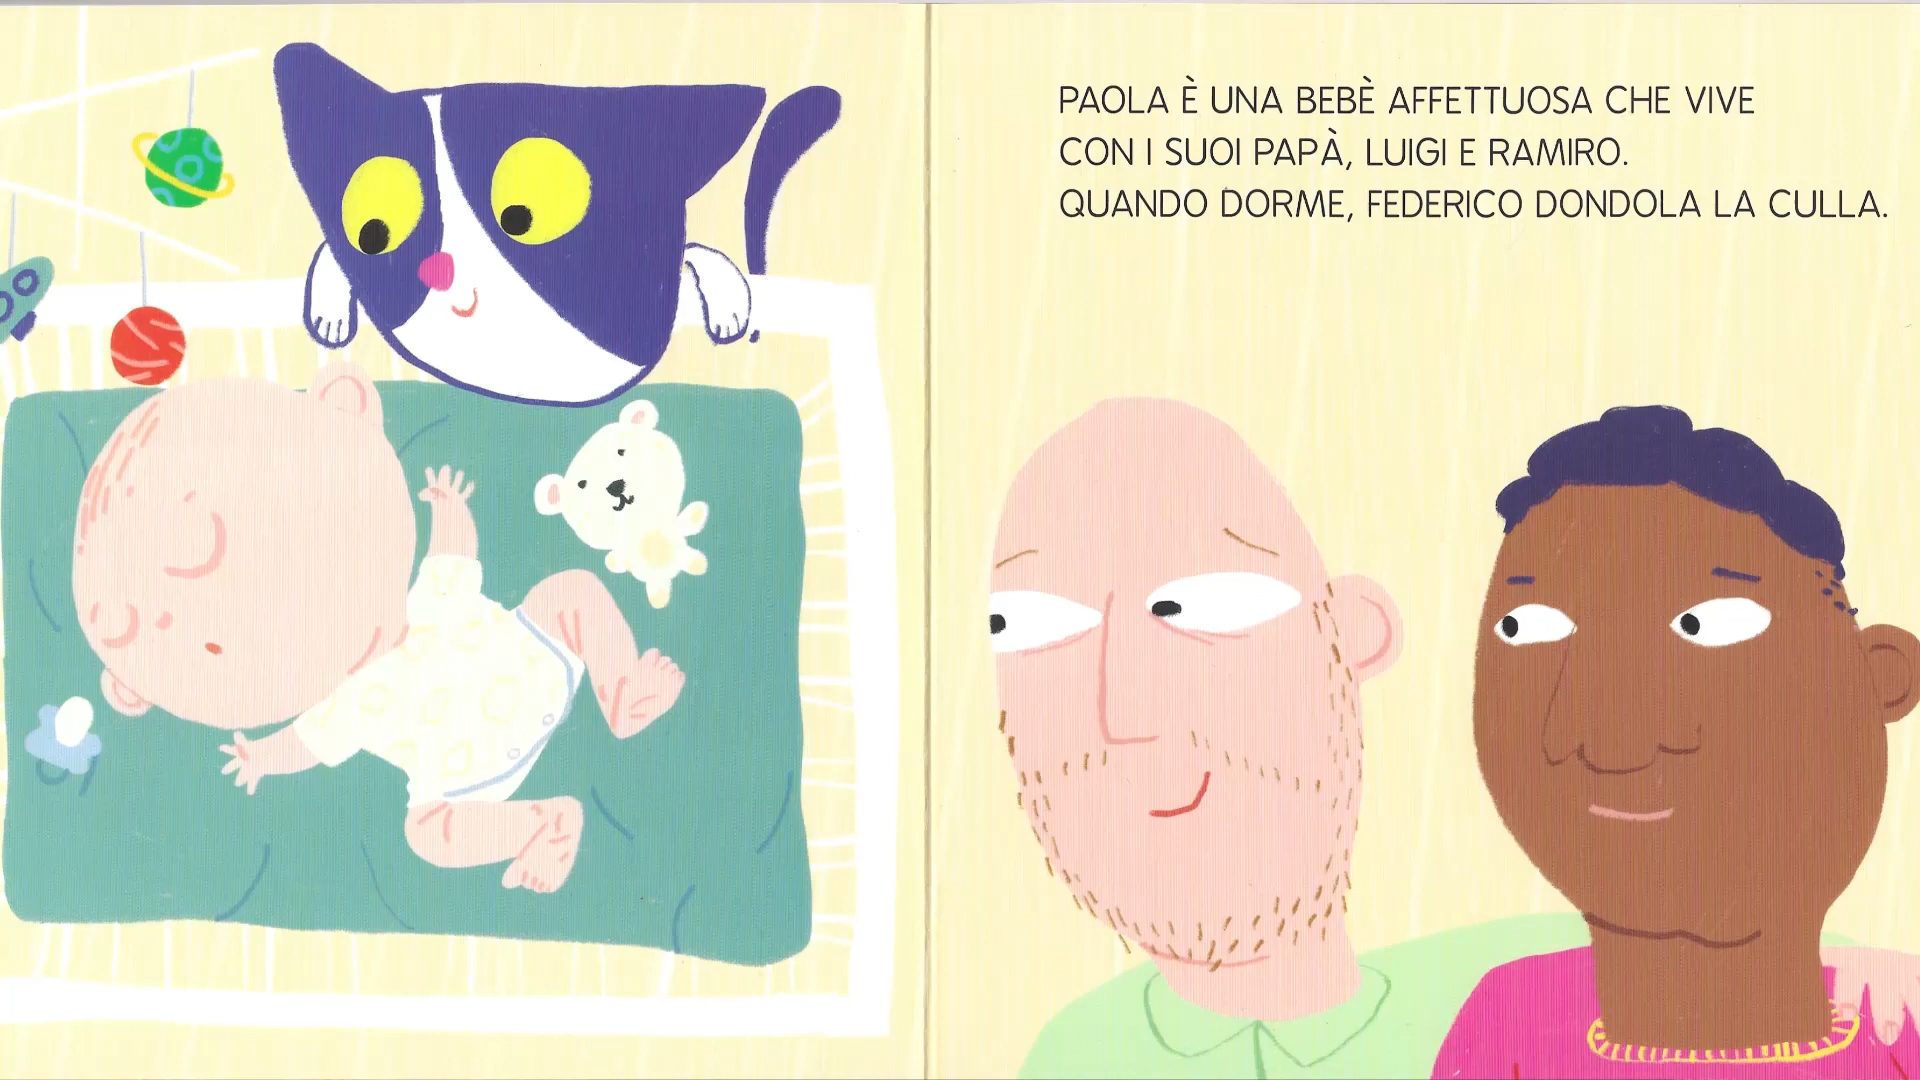 PAOLA È UNA BEBÈ AFFETTUOSA CHE VIVE
CON I SUOI PAPÀ, LUIGI E RAMIRO.
QUANDO DORME, FEDERICO DONDOLA LA CULLA.